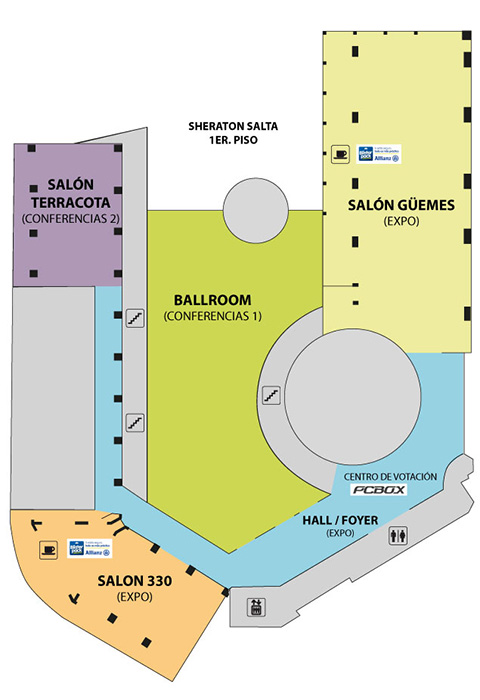 SHERATON SALTA
1ER. PISO
SALÓN
TERRACOTA
(CONFERENCIAS 2)
SALÓN GÜEMES
(EXPO)
Allianz
BALLROOM
(CONFERENCIAS 1)
CENTRO DE VOTACIÓN
PCBOX
HALL / FOYER
(EXPO)
Allianz
SALON 330
(EXPO)